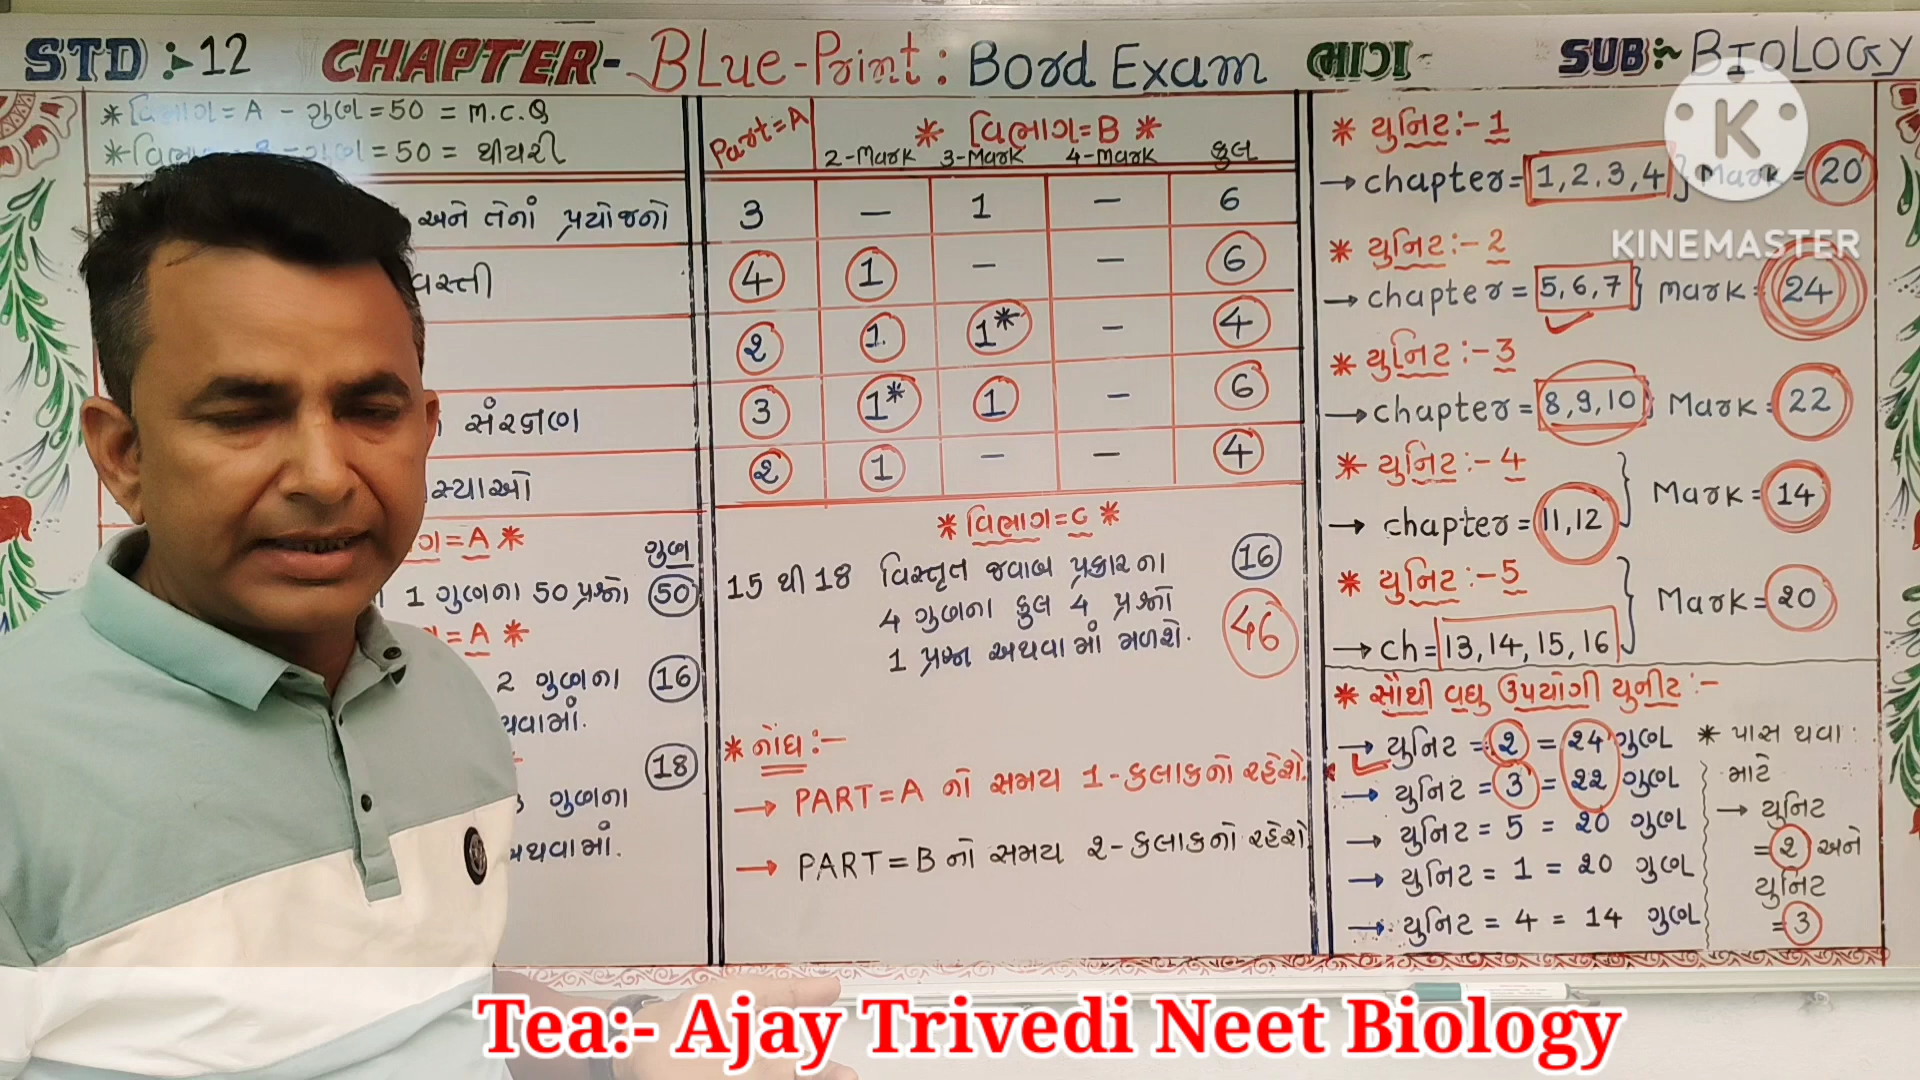 STD :- 12 CHAPTER- Blue-Print : Bord Exam ભાગ- SUB :- BIOLOGY
* વિભાગ = A - ગુણ = 50 = M.C.Q
* વિભાગ = ગુણ = 50 = થીયરી
અને તેનાં પ્રયોજનો
વસ્તી
સંરક્ષણ
સ્યાઓ
ગ = A *
ગુણ
1 ગુણના 50 પ્રશ્નો 50
= A *
2 ગુણના 16
થવામાં.
ગુણના 18
અથવામાં.
Part = A * વિભાગ = B *
2-Mark 3-Mark 4-Mark કુલ
3 — 1 — 6
4 1 — — 6
૨ 1 1* — 4
3 1* 1 — 6
૨ 1 — — 4
* વિભાગ = C *
15 થી 18 વિસ્તૃત જવાબ પ્રકારના 16
4 ગુણના કુલ 4 પ્રશ્નો
1 પ્રશ્ન અથવામાં મળશે. 46
* નોંધ :-
→ PART = A નો સમય 1-કલાકનો રહેશે.
→ PART = B નો સમય ૨-કલાકનો રહેશે
* યુનિટ :- 1
→ chapter = 1,2,3,4 } Mark = 20
* યુનિટ :- 2
→ chapter = 5,6,7 } Mark = 24
* યુનિટ :- 3
→ chapter = 8,9,10 } Mark = 22
* યુનિટ :- 4
→ chapter = 11,12 } Mark = 14
* યુનિટ :- 5
→ ch = 13,14,15,16 } Mark = 20
* સૌથી વધુ ઉપયોગી યુનીટ :-
→ યુનિટ = ૨ = 24 ગુણ
→ યુનિટ = 3 = 22 ગુણ
→ યુનિટ = 5 = 20 ગુણ
→ યુનિટ = 1 = 20 ગુણ
→ યુનિટ = 4 = 14 ગુણ
* પાસ થવા
માટે
→ યુનિટ
= ૨ અને
યુનિટ
= 3
K
KINEMASTER
Tea:- Ajay Trivedi Neet Biology